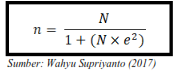 n = N / 1 + (N × e²)
Sumber: Wahyu Supriyanto (2017)